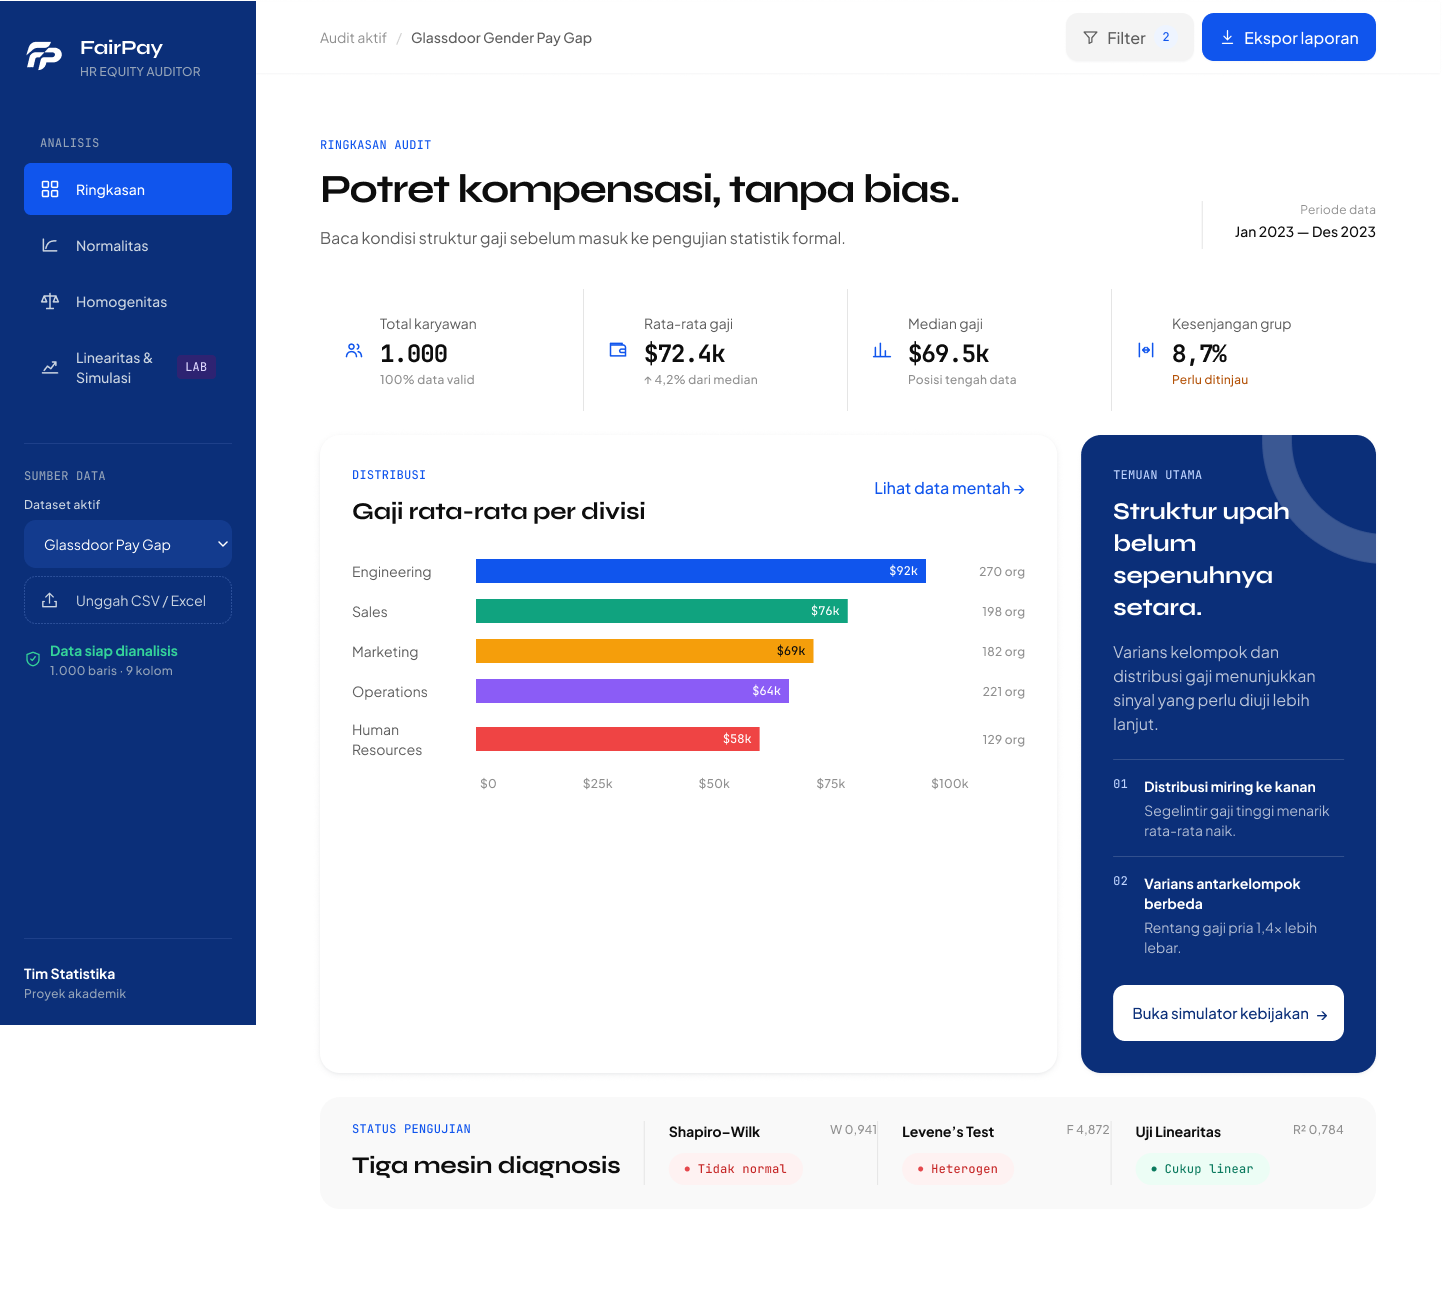 FairPay
HR EQUITY AUDITOR
ANALISIS
Ringkasan
Normalitas
Homogenitas
Linearitas &
Simulasi
LAB
SUMBER DATA
Dataset aktif
Glassdoor Pay Gap
Unggah CSV / Excel
Data siap dianalisis
1.000 baris · 9 kolom
Tim Statistika
Proyek akademik
Audit aktif / Glassdoor Gender Pay Gap
Filter 2
Ekspor laporan
RINGKASAN AUDIT
Potret kompensasi, tanpa bias.
Baca kondisi struktur gaji sebelum masuk ke pengujian statistik formal.
Periode data
Jan 2023 — Des 2023
Total karyawan
1.000
100% data valid
Rata-rata gaji
$72.4k
↑ 4,2% dari median
Median gaji
$69.5k
Posisi tengah data
Kesenjangan grup
8,7%
Perlu ditinjau
DISTRIBUSI
Gaji rata-rata per divisi
Lihat data mentah →
Engineering $92k 270 org
Sales $76k 198 org
Marketing $69k 182 org
Operations $64k 221 org
Human
Resources $58k 129 org
$0 $25k $50k $75k $100k
TEMUAN UTAMA
Struktur upah
belum
sepenuhnya
setara.
Varians kelompok dan
distribusi gaji menunjukkan
sinyal yang perlu diuji lebih
lanjut.
01 Distribusi miring ke kanan
Segelintir gaji tinggi menarik
rata-rata naik.
02 Varians antarkelompok
berbeda
Rentang gaji pria 1,4× lebih
lebar.
Buka simulator kebijakan →
STATUS PENGUJIAN
Tiga mesin diagnosis
Shapiro–Wilk W 0,941
• Tidak normal
Levene’s Test F 4,872
• Heterogen
Uji Linearitas R² 0,784
• Cukup linear